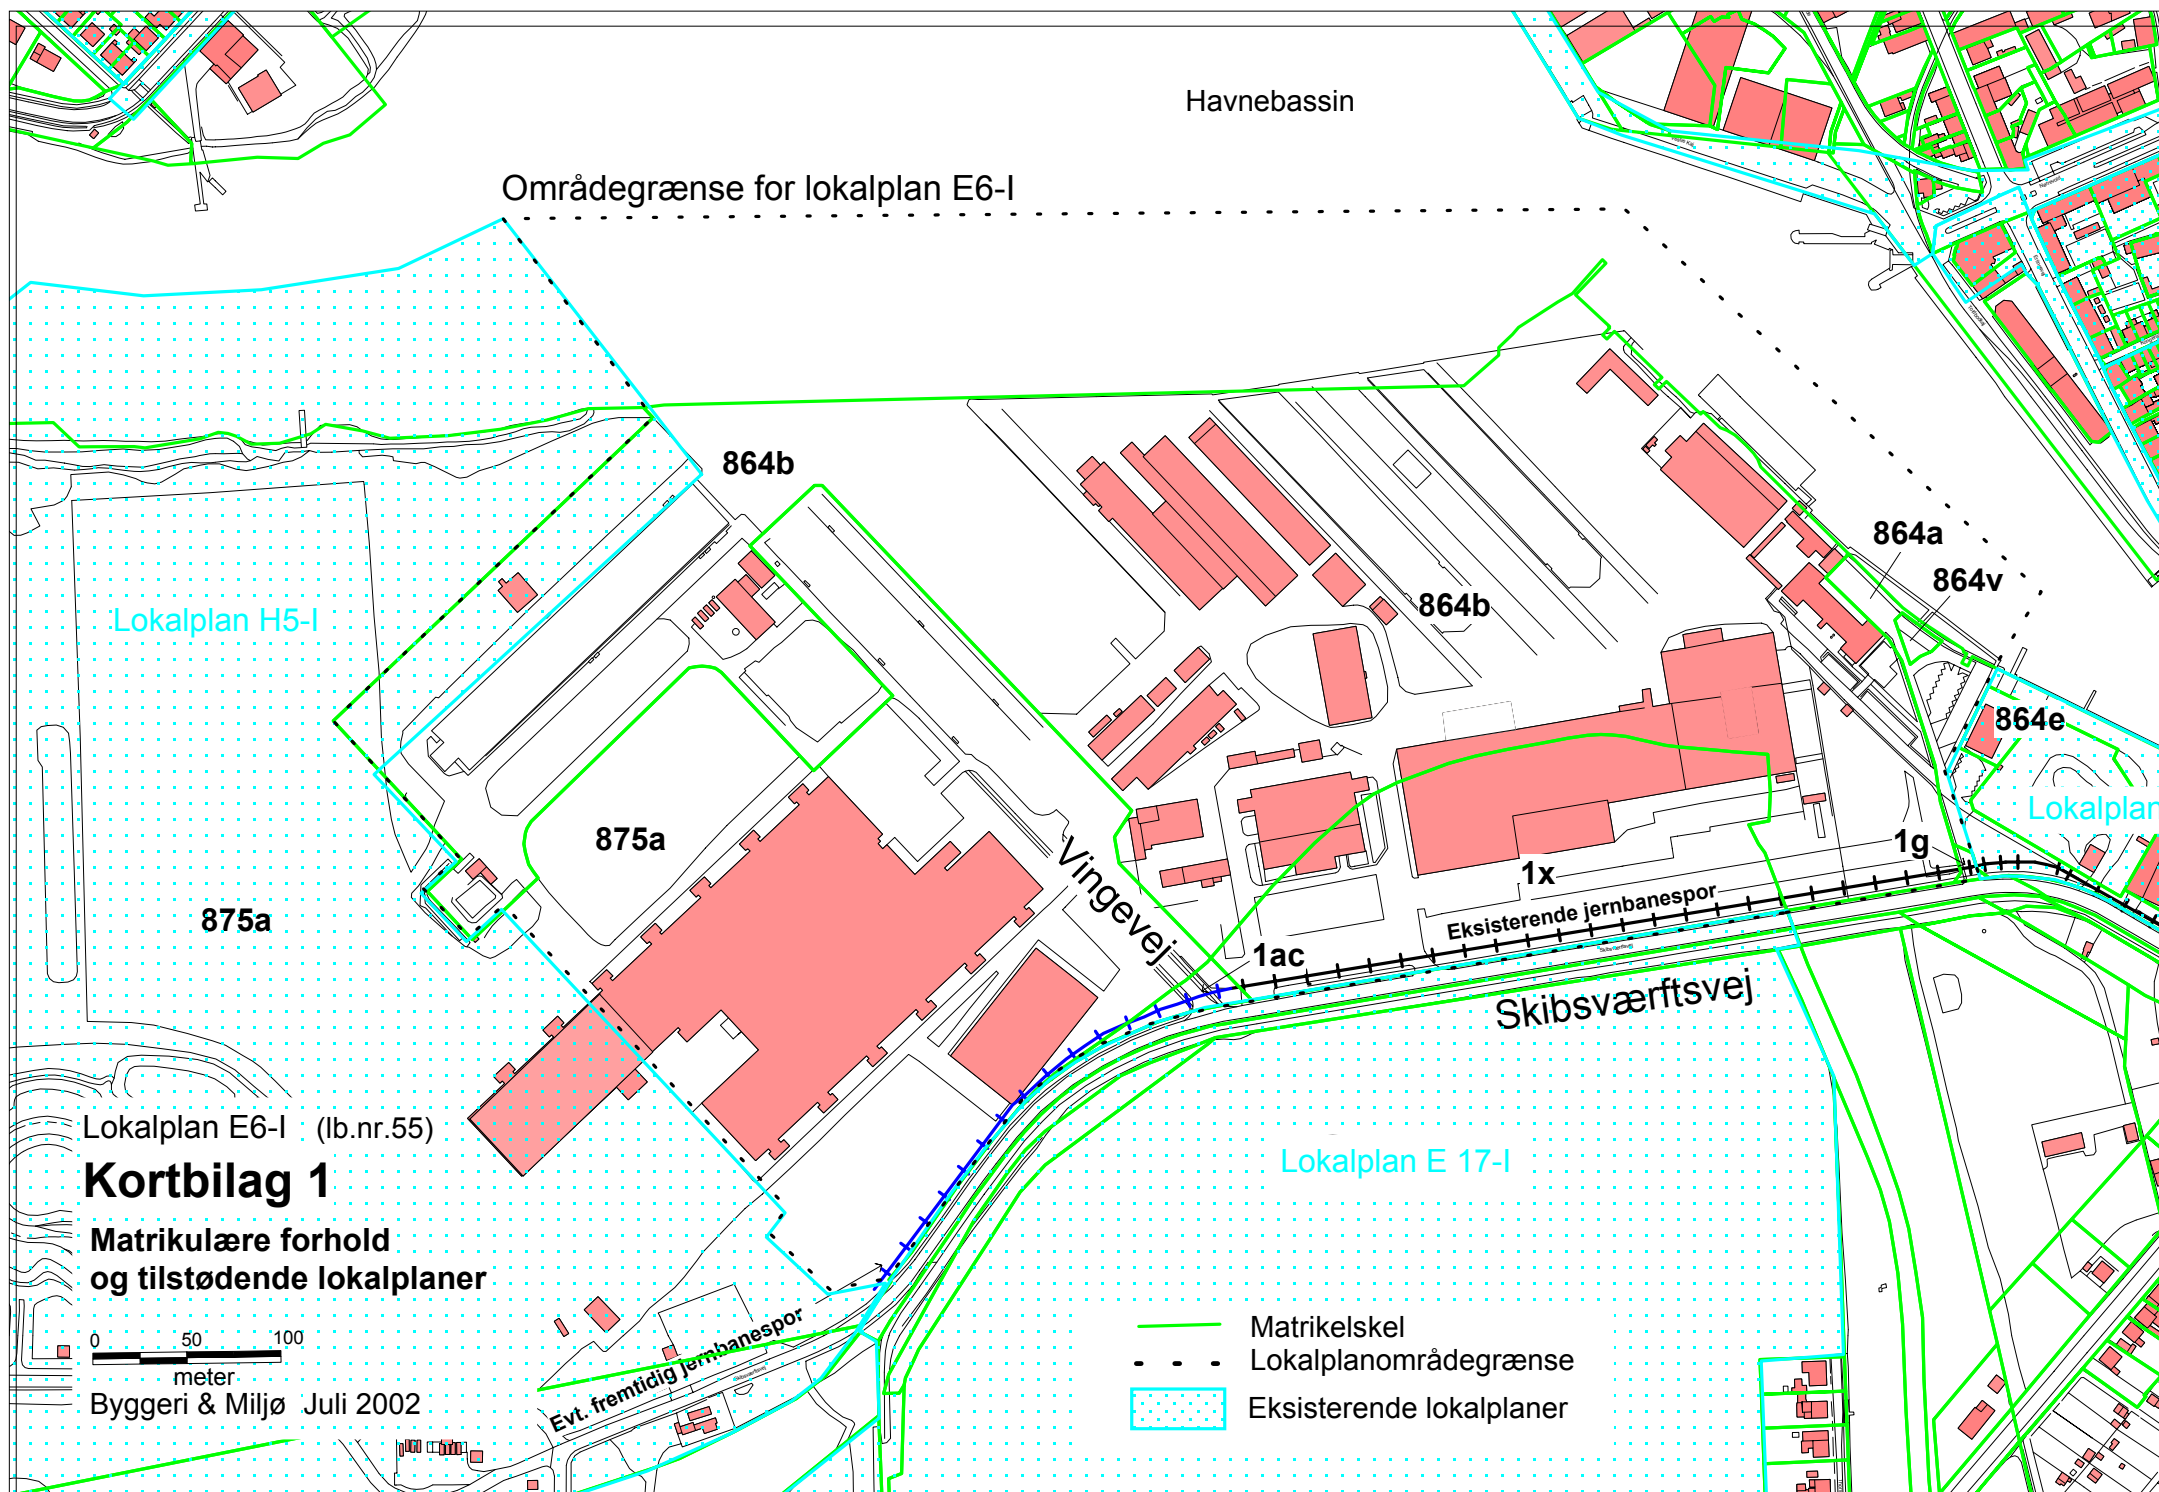 Havnebassin
Områdegrænse for lokalplan E6-I
864b
864a
864v
864b
Lokalplan H5-I
864e
Lokalplan
875a
1g
1x
Vingevej
Eksisterende jernbanespor
875a
1ac
Skibsværftsvej
Lokalplan E6-I (lb.nr.55)
Kortbilag 1
Lokalplan E 17-I
Matrikulære forhold
og tilstødende lokalplaner
Evt. fremtidig jernbanespor
0 50 100
meter
Byggeri & Miljø Juli 2002
Matrikelskel
Lokalplanområdegrænse
Eksisterende lokalplaner